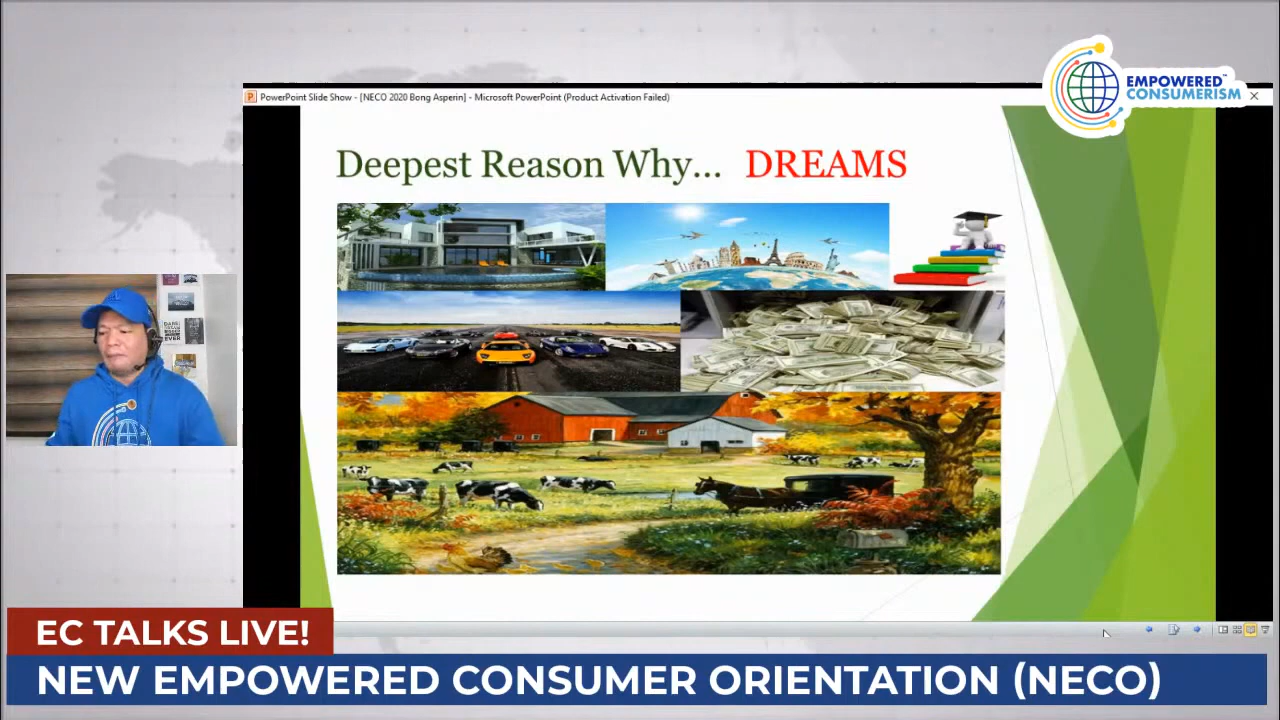 PowerPoint Slide Show - [NECO 2020 Bong Asperin] - Microsoft PowerPoint (Product Activation Failed)
EMPOWERED™
CONSUMERISM
Deepest Reason Why... DREAMS
EC TALKS LIVE!
NEW EMPOWERED CONSUMER ORIENTATION (NECO)